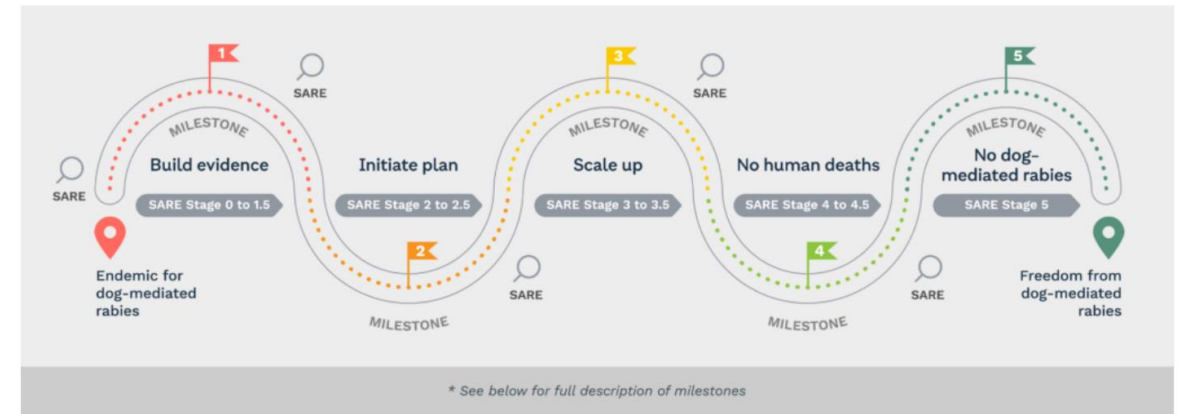 1
SARE
MILESTONE
Build evidence
SARE Stage 0 to 1.5
SARE
Endemic for
dog-mediated
rabies
Initiate plan
SARE Stage 2 to 2.5
2
MILESTONE
SARE
3
SARE
MILESTONE
Scale up
SARE Stage 3 to 3.5
No human deaths
SARE Stage 4 to 4.5
4
MILESTONE
SARE
5
MILESTONE
No dog-
mediated rabies
SARE Stage 5
Freedom from
dog-mediated
rabies
* See below for full description of milestones